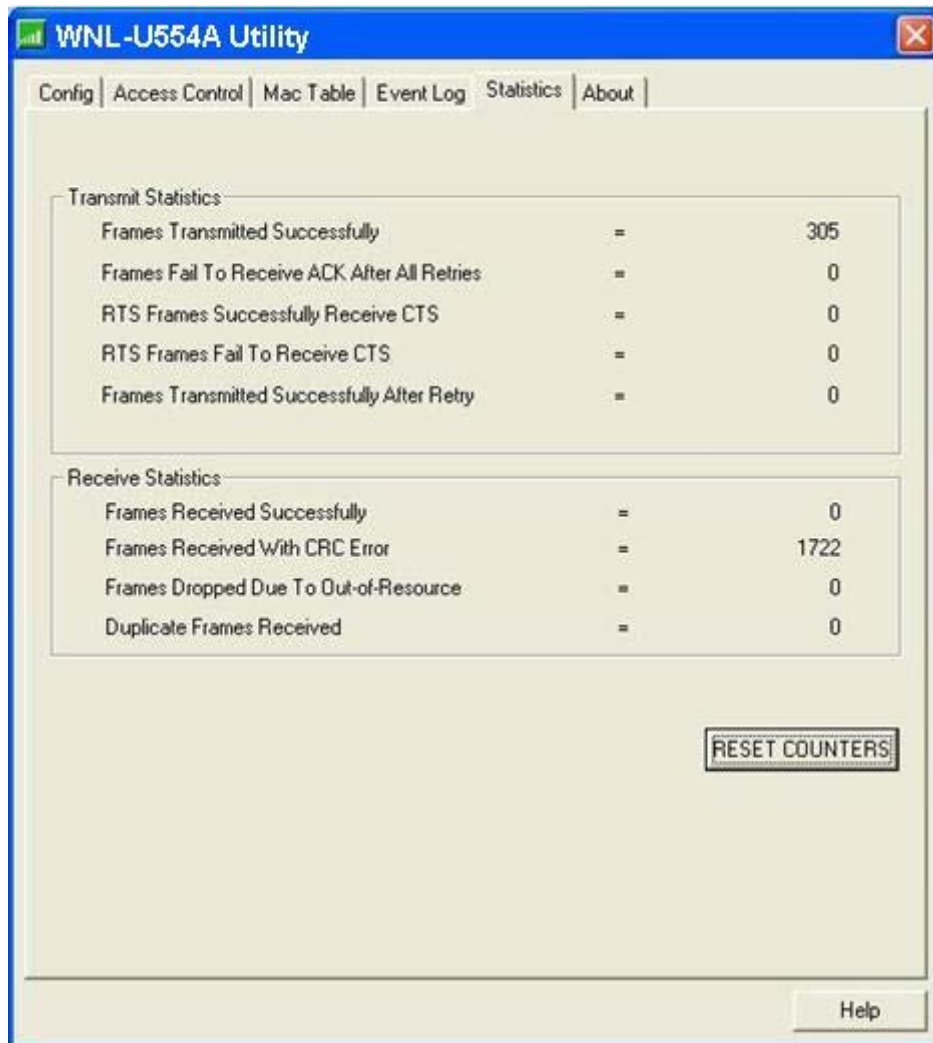 WNL-U554A Utility
Config Access Control Mac Table Event Log Statistics About
Transmit Statistics
Frames Transmitted Successfully = 305
Frames Fail To Receive ACK After All Retries = 0
RTS Frames Successfully Receive CTS = 0
RTS Frames Fail To Receive CTS = 0
Frames Transmitted Successfully After Retry = 0
Receive Statistics
Frames Received Successfully = 0
Frames Received With CRC Error = 1722
Frames Dropped Due To Out-of-Resource = 0
Duplicate Frames Received = 0
RESET COUNTERS
Help